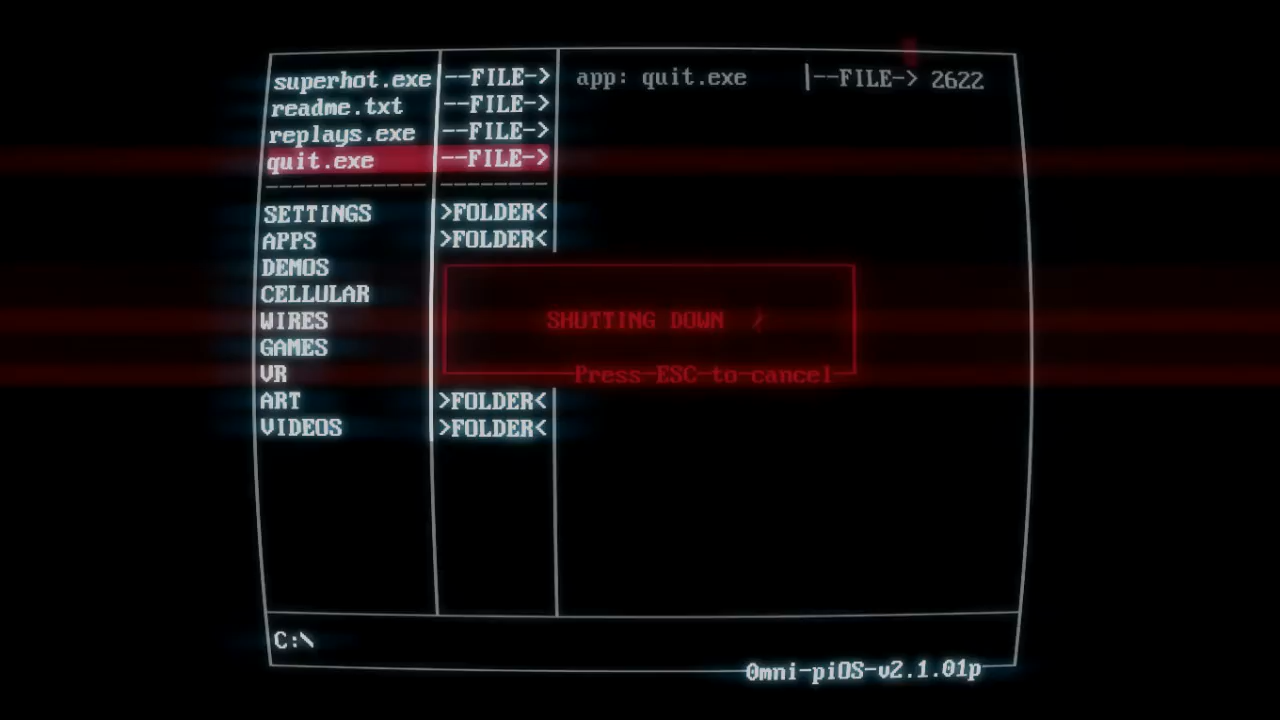 superhot.exe --FILE-> app: quit.exe |--FILE-> 2622
readme.txt --FILE->
replays.exe --FILE->
quit.exe --FILE->
------------ --------
SETTINGS >FOLDER<
APPS >FOLDER<
DEMOS
CELLULAR
WIRES SHUTTING DOWN /
GAMES
VR Press ESC to cancel
ART >FOLDER<
VIDEOS >FOLDER<
C:\
Omni-piOS-v2.1.01p